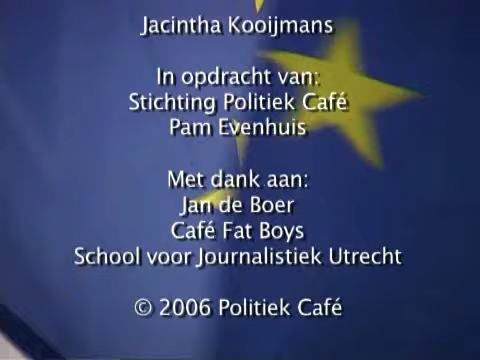 Jacintha Kooijmans
In opdracht van:
Stichting Politiek Café
Pam Evenhuis
Met dank aan:
Jan de Boer
Café Fat Boys
School voor Journalistiek Utrecht
© 2006 Politiek Café